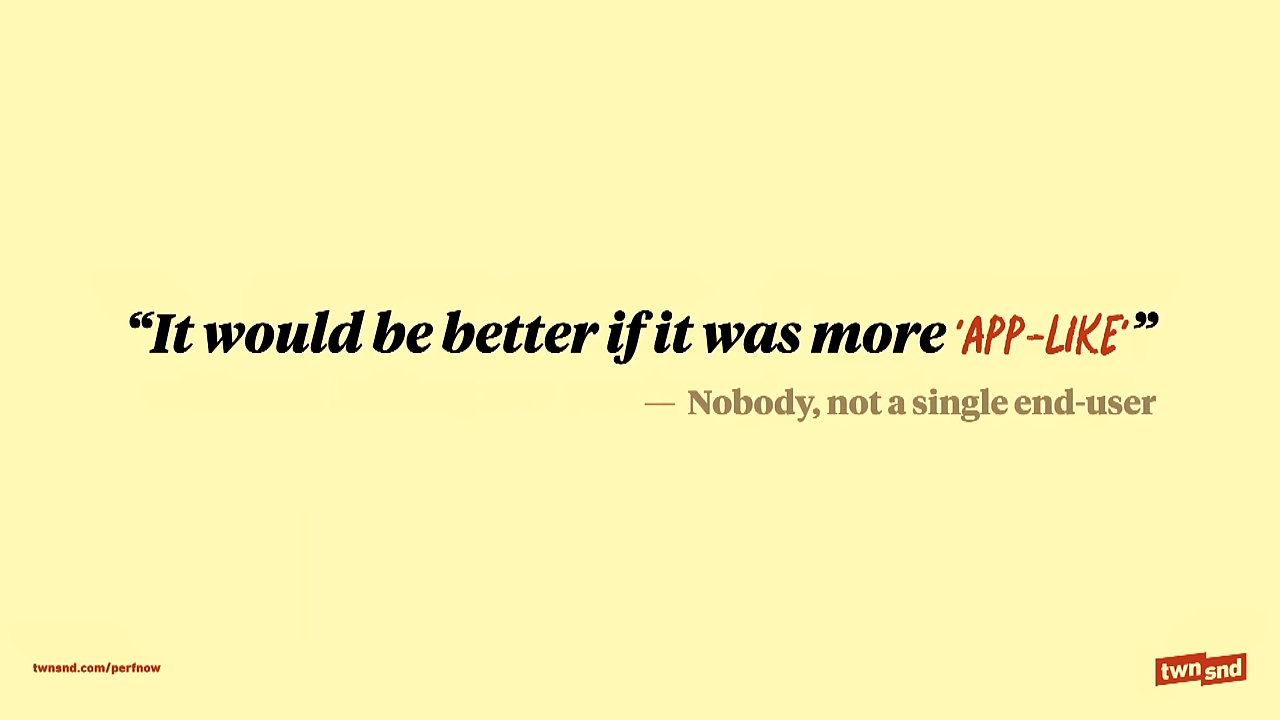 “It would be better if it was more ‘APP-LIKE’”
— Nobody, not a single end-user
twnsnd.com/perfnow
twn snd